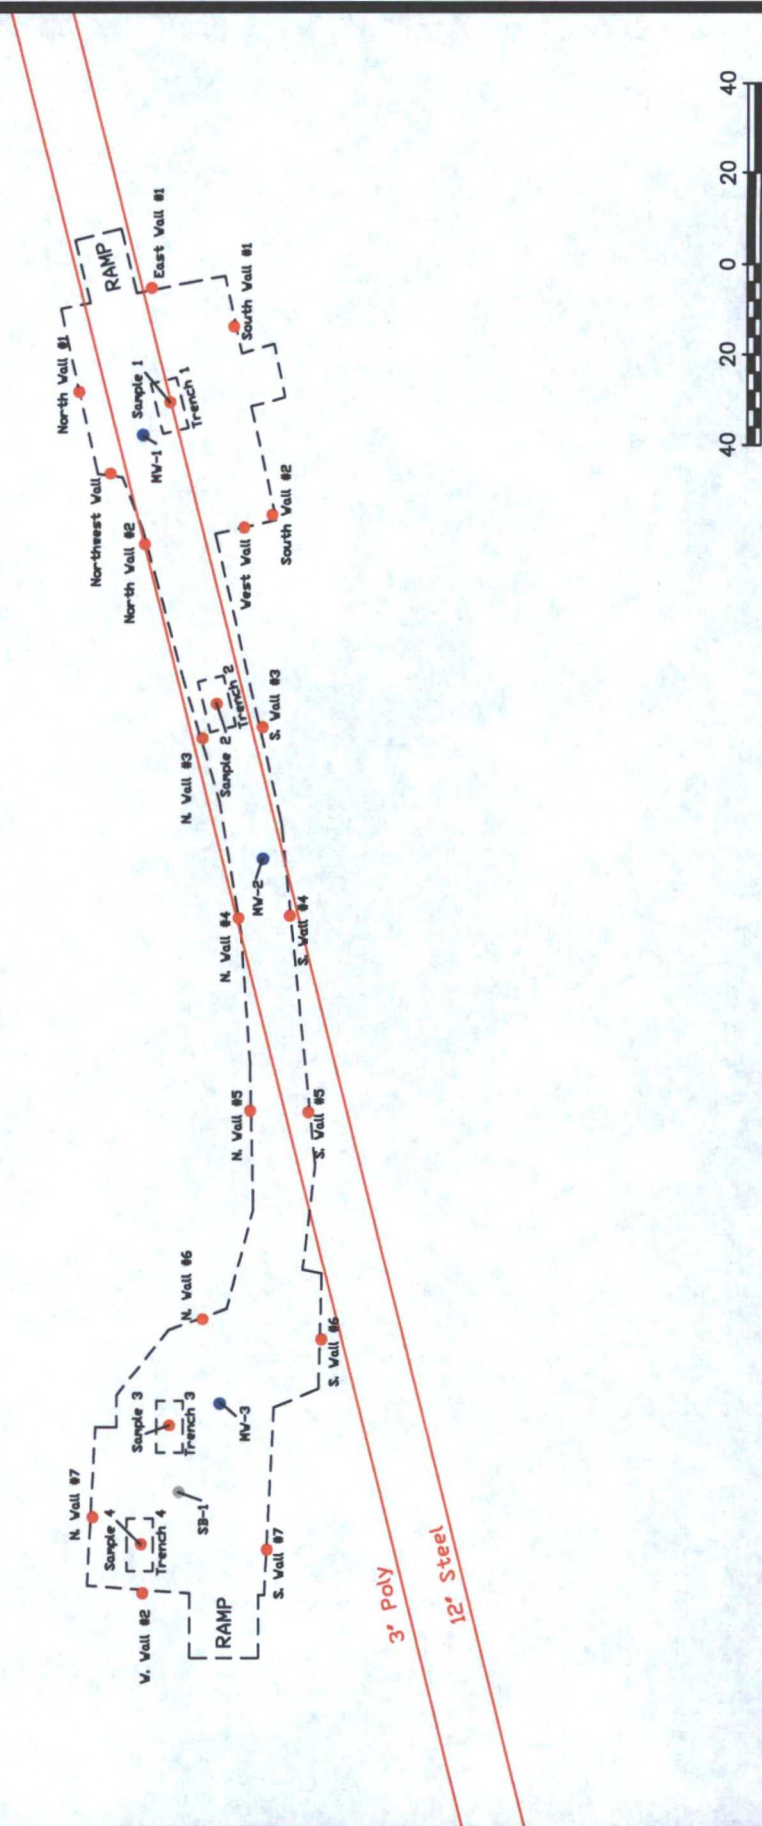 RAMP
East Wall #1
South Wall #1
North Wall #1
Sample 1
Trench 1
MW-1
Northwest Wall
South Wall #2
West Wall
North Wall #2
Trench 2
S. Wall #3
Sample 2
N. Wall #3
MW-2
N. Wall #4
S. Wall #4
N. Wall #5
S. Wall #5
N. Wall #6
S. Wall #6
Sample 3
Trench 3
MW-3
N. Wall #7
SB-1
Sample 4
Trench 4
S. Wall #7
W. Wall #2
RAMP
3" Poly
12" Steel
40
20
0
20
40